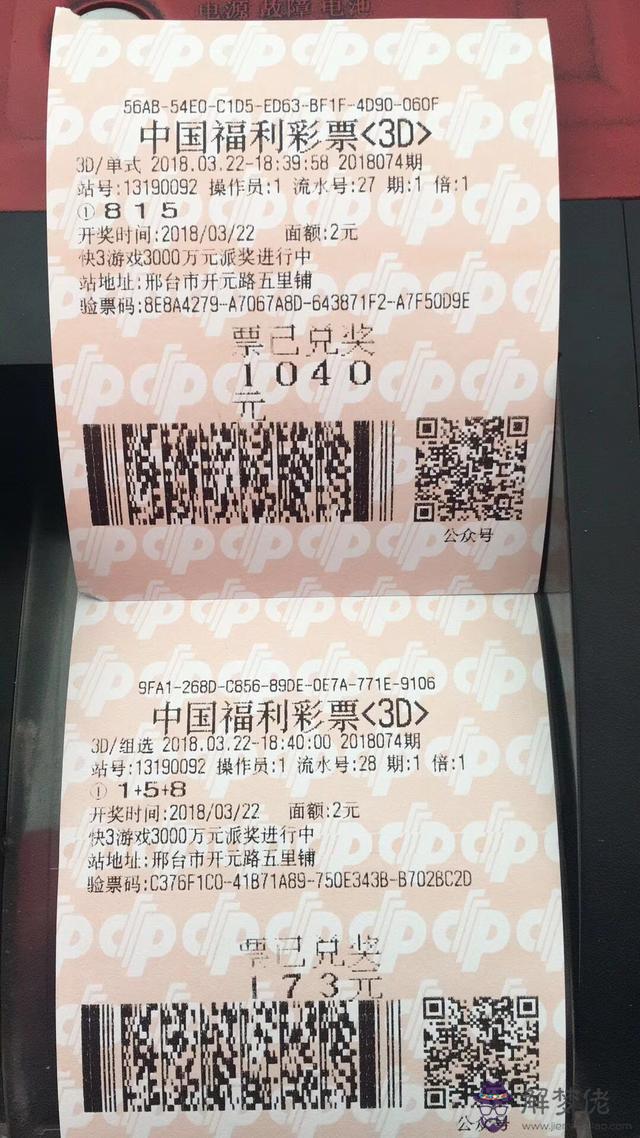 电源 故障 电池
56AB-54E0-C1D5-ED63-BF1F-4D90-060F
中国福利彩票<3D>
3D/单式 2018.03.22-18:39:58 2018074期
站号:13190092 操作员:1 流水号:27 期:1 倍:1
① 8 1 5
开奖时间:2018/03/22 面额:2元
快3游戏3000万元派奖进行中
站地址:邢台市开元路五里铺
验票码:8E8A4279-A7067A8D-643871F2-A7F50D9E
票已兑奖
1040
元
公众号
9FA1-268D-C856-89DE-0E7A-771E-9106
中国福利彩票<3D>
3D/组选 2018.03.22-18:40:00 2018074期
站号:13190092 操作员:1 流水号:28 期:1 倍:1
① 1+5+8
开奖时间:2018/03/22 面额:2元
快3游戏3000万元派奖进行中
站地址:邢台市开元路五里铺
验票码:C376F1C0-41B71A89-750E343B-B702BC2D
票已兑奖
173元
公众号
解梦佬